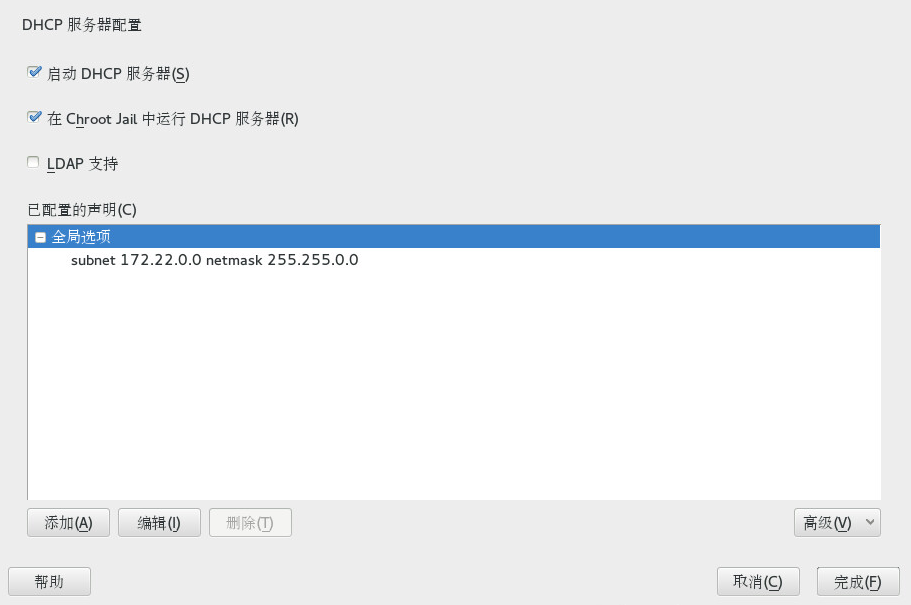 DHCP 服务器配置
启动 DHCP 服务器(S)
在 Chroot Jail 中运行 DHCP 服务器(R)
LDAP 支持
已配置的声明(C)
全局选项
subnet 172.22.0.0 netmask 255.255.0.0
添加(A) 编辑(I) 删除(T) 高级(V)
帮助 取消(C) 完成(F)